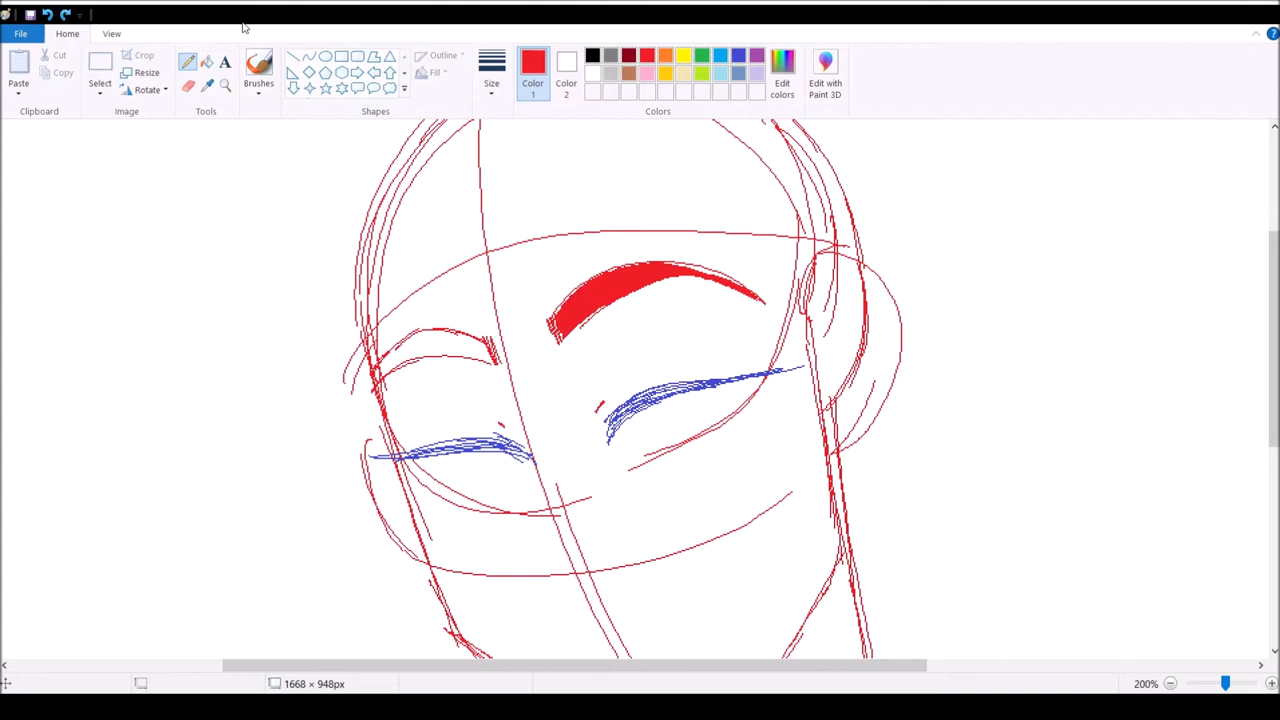 File Home View
Paste
Cut
Copy
Clipboard
Select
Crop
Resize
Rotate
Image
Tools
Brushes
Outline
Fill
Shapes
Size
Color 1
Color 2
Edit colors
Edit with Paint 3D
Colors
1668 × 948px
200%